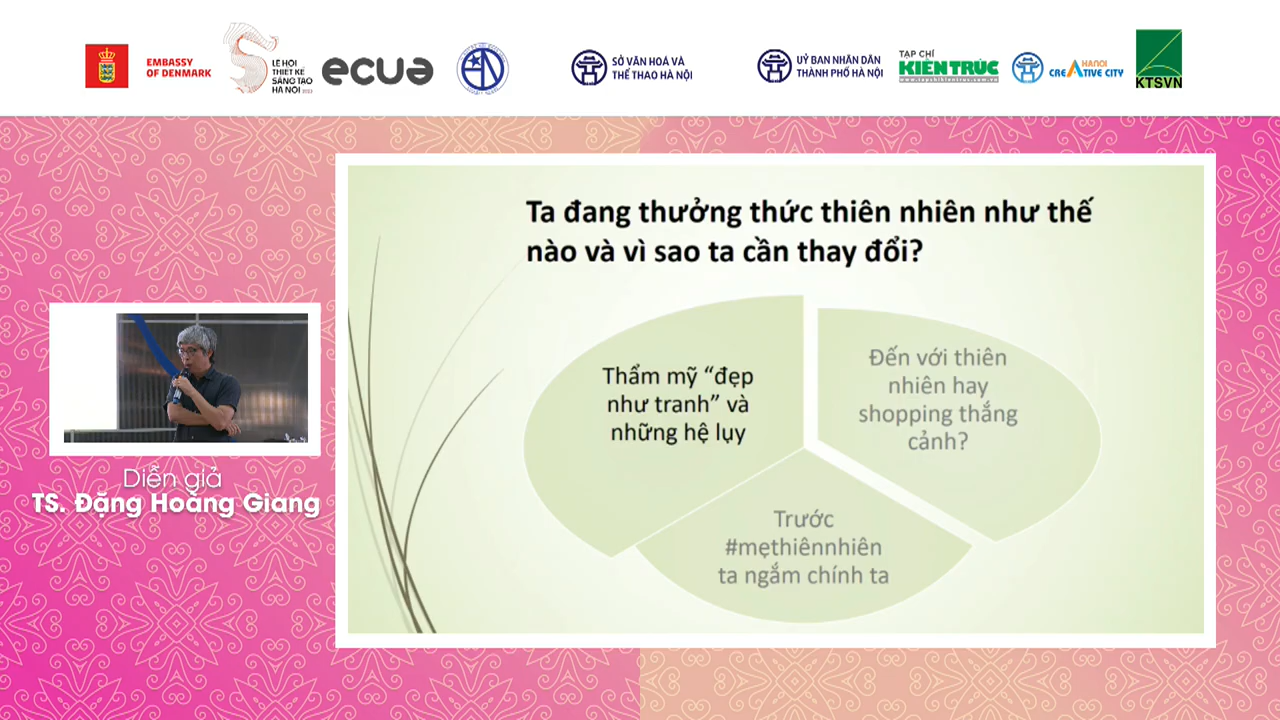 EMBASSY
OF DENMARK
LỄ HỘI
THIẾT KẾ
SÁNG TẠO
HÀ NỘI 2023
ecua
SỞ VĂN HOÁ VÀ
THỂ THAO HÀ NỘI
UỶ BAN NHÂN DÂN
THÀNH PHỐ HÀ NỘI
TẠP CHÍ
KIẾN TRÚC
HANOI
CREATIVE CITY
KTSVN
Ta đang thưởng thức thiên nhiên như thế
nào và vì sao ta cần thay đổi?
Thẩm mỹ “đẹp
như tranh” và
những hệ lụy
Đến với thiên
nhiên hay
shopping thắng
cảnh?
Trước
#mẹthiênnhiên
ta ngắm chính ta
Diễn giả
TS. Đặng Hoàng Giang